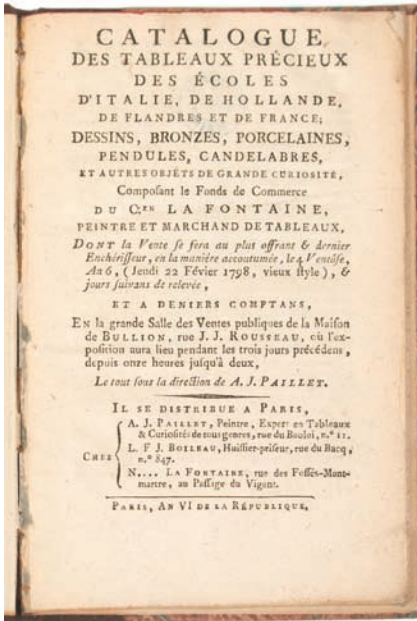 CATALOGUE
DES TABLEAUX PRÉCIEUX
DES ÉCOLES
D'ITALIE, DE HOLLANDE,
DE FLANDRES ET DE FRANCE;
DESSINS, BRONZES, PORCELAINES,
PENDULES, CANDELABRES,
ET AUTRES OBJÉTS DE GRANDE CURIOSITÉ,
Compoſant le Fonds de Commerce
DU C.ᴱᴺ LA FONTAINE,
PEINTRE ET MARCHAND DE TABLEAUX,
DONT la Vente ſe fera au plus offrant & dernier
Enchériſſeur, en la manière accoutumée, le 4 Ventôſe,
An 6, (Jeudi 22 Févier 1798, vieux ſtyle), &
jours ſuivans de relevée,
ET A DENIERS COMPTANS,
EN la grande Salle des Ventes publiques de la Maiſon
de BULLION, rue J. J. ROUSSEAU, où l'ex-
poſition aura lieu pendant les trois jours précédens,
depuis onze heures juſqu'à deux,
Le tout ſous la direction de A. J. PAILLET.
IL SE DISTRIBUE A PARIS,
CHEZ
A. J. PAILLET, Peintre, Expert en Tableaux
& Curioſités de tous genres, rue du Bouloi, n.° 11.
L. F J. BOILEAU, Huiſſier-priſeur, rue du Bacq,
n.° 847.
N.... LA FONTAINE, rue des Foſſés-Mont-
martre, au Paſſage du Vigan.
PARIS, AN VI DE LA RÉPUBLIQUE.